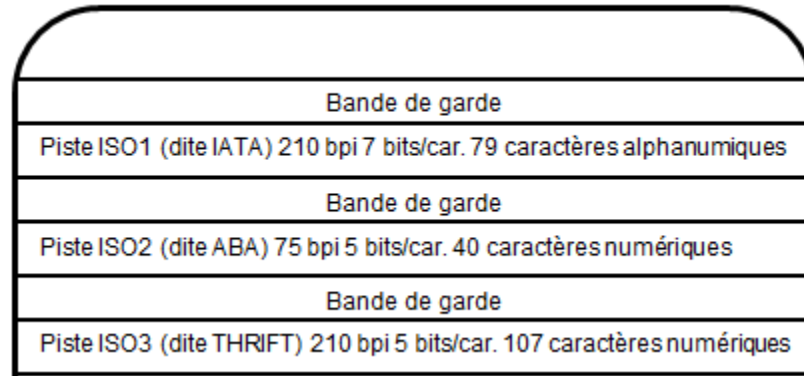 Bande de garde
Piste ISO1 (dite IATA) 210 bpi 7 bits/car. 79 caractères alphanumiques
Bande de garde
Piste ISO2 (dite ABA) 75 bpi 5 bits/car. 40 caractères numériques
Bande de garde
Piste ISO3 (dite THRIFT) 210 bpi 5 bits/car. 107 caractères numériques